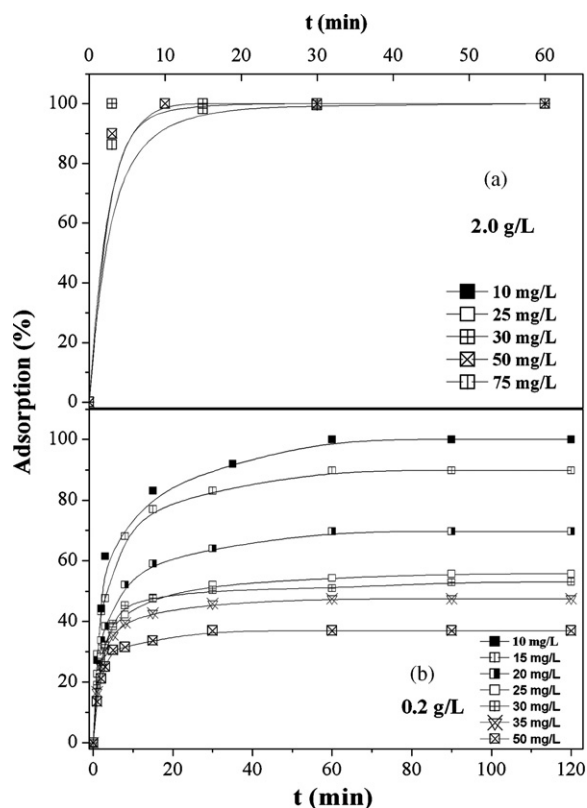 t (min)
0 10 20 30 40 50 60
100
80
60
40
20
0
(a)
2.0 g/L
10 mg/L
25 mg/L
30 mg/L
50 mg/L
75 mg/L
Adsorption (%)
100
80
60
40
20
0
10 mg/L
15 mg/L
20 mg/L
25 mg/L
30 mg/L
35 mg/L
50 mg/L
(b)
0.2 g/L
0 20 40 60 80 100 120
t (min)